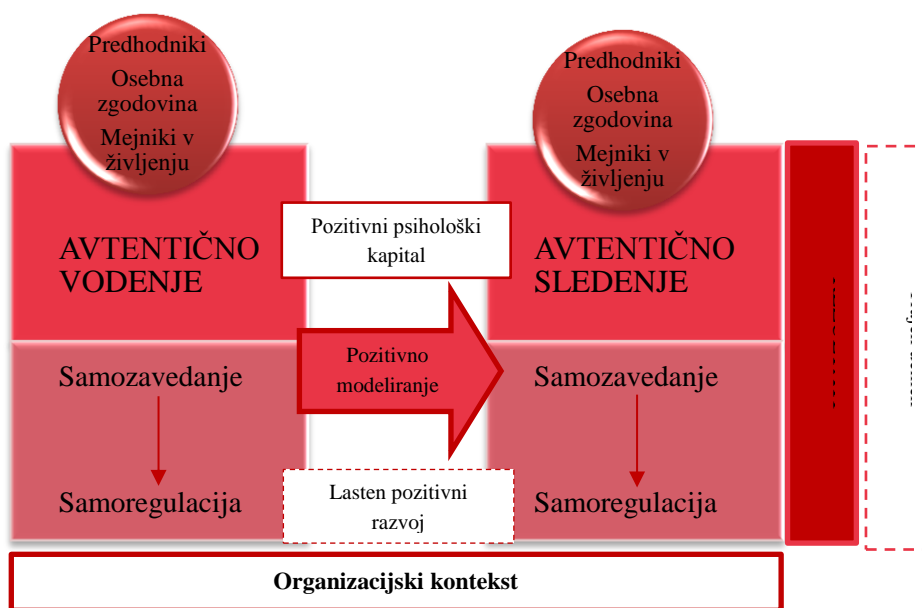 Predhodniki
Osebna
zgodovina
Mejniki v
življenju
Predhodniki
Osebna
zgodovina
Mejniki v
življenju
AVTENTIČNO
VODENJE
Pozitivni psihološki
kapital
AVTENTIČNO
SLEDENJE
Samozavedanje
Pozitivno
modeliranje
Samozavedanje
Samoregulacija
Lasten pozitivni
razvoj
Samoregulacija
Organizacijski kontekst